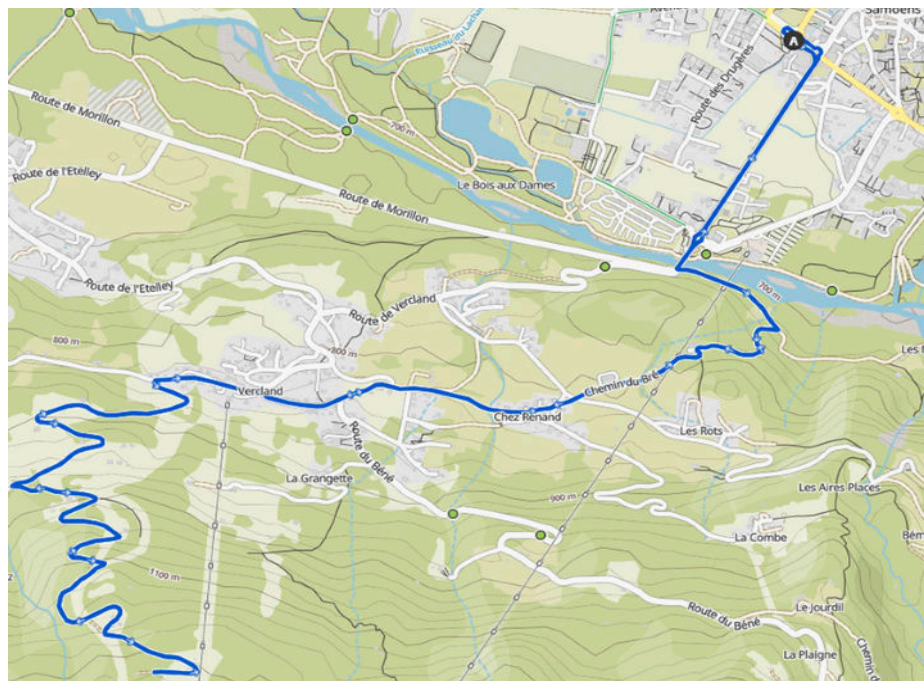 Samoëns
A
Ruisseau du Lachat
Route des Drugères
Route de Morillon
700 m
Route de l'Etelley
Le Bois aux Dames
Route de Morillon
Route de l'Etelley
Route de Vercland
700 m
800 m
800 m
Vercland
Chemin du Bré
Chez Renand
Les Rots
Route du Béné
La Grangette
900 m
Les Aires Places
La Combe
1100 m
Route du Béné
Le Jourdil
La Plaigne